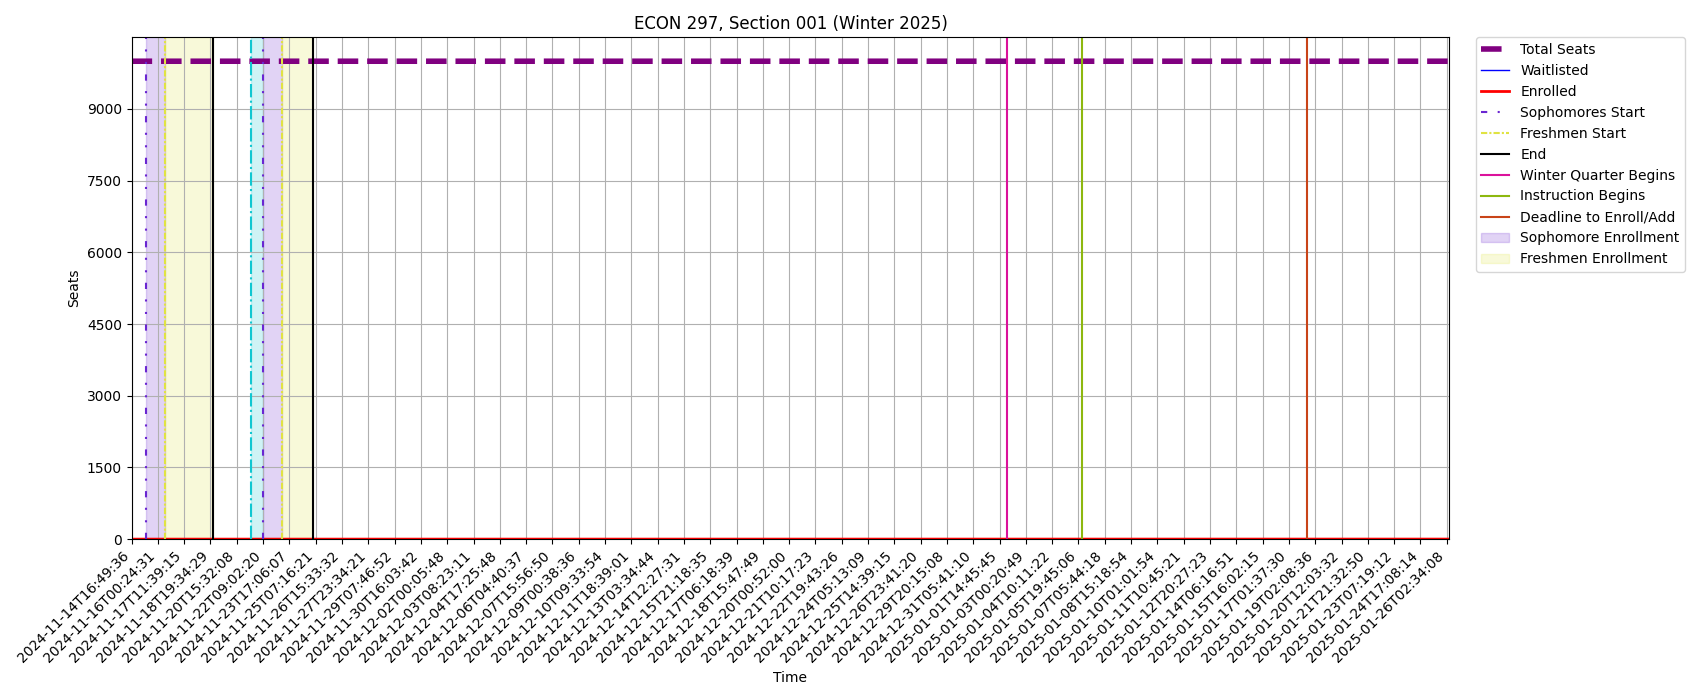 ECON 297, Section 001 (Winter 2025)
Total Seats
Waitlisted
Enrolled
Sophomores Start
Freshmen Start
End
Winter Quarter Begins
Instruction Begins
Deadline to Enroll/Add
Sophomore Enrollment
Freshmen Enrollment
Seats
9000
7500
6000
4500
3000
1500
0
2024-11-14T16:49:36
2024-11-16T00:24:31
2024-11-17T11:39:15
2024-11-18T19:34:29
2024-11-20T15:32:08
2024-11-22T09:02:20
2024-11-23T17:06:07
2024-11-25T07:16:21
2024-11-26T15:33:32
2024-11-27T23:34:21
2024-11-29T07:46:52
2024-11-30T16:03:42
2024-12-02T00:05:48
2024-12-03T08:23:11
2024-12-04T17:25:48
2024-12-06T04:40:37
2024-12-07T15:56:50
2024-12-09T00:38:36
2024-12-10T09:33:54
2024-12-11T18:39:01
2024-12-13T03:34:44
2024-12-14T12:27:31
2024-12-15T21:18:35
2024-12-17T06:18:39
2024-12-18T15:47:49
2024-12-20T00:52:00
2024-12-21T10:17:23
2024-12-22T19:43:26
2024-12-24T05:13:09
2024-12-25T14:39:15
2024-12-26T23:41:20
2024-12-29T20:15:08
2024-12-31T05:41:10
2025-01-01T14:45:45
2025-01-03T00:20:49
2025-01-04T10:11:22
2025-01-05T19:45:06
2025-01-07T05:44:18
2025-01-08T15:18:54
2025-01-10T01:01:54
2025-01-11T10:45:21
2025-01-12T20:27:23
2025-01-14T06:16:51
2025-01-15T16:02:15
2025-01-17T01:37:30
2025-01-19T02:08:36
2025-01-20T12:03:32
2025-01-21T21:32:50
2025-01-23T07:19:12
2025-01-24T17:08:14
2025-01-26T02:34:08
Time